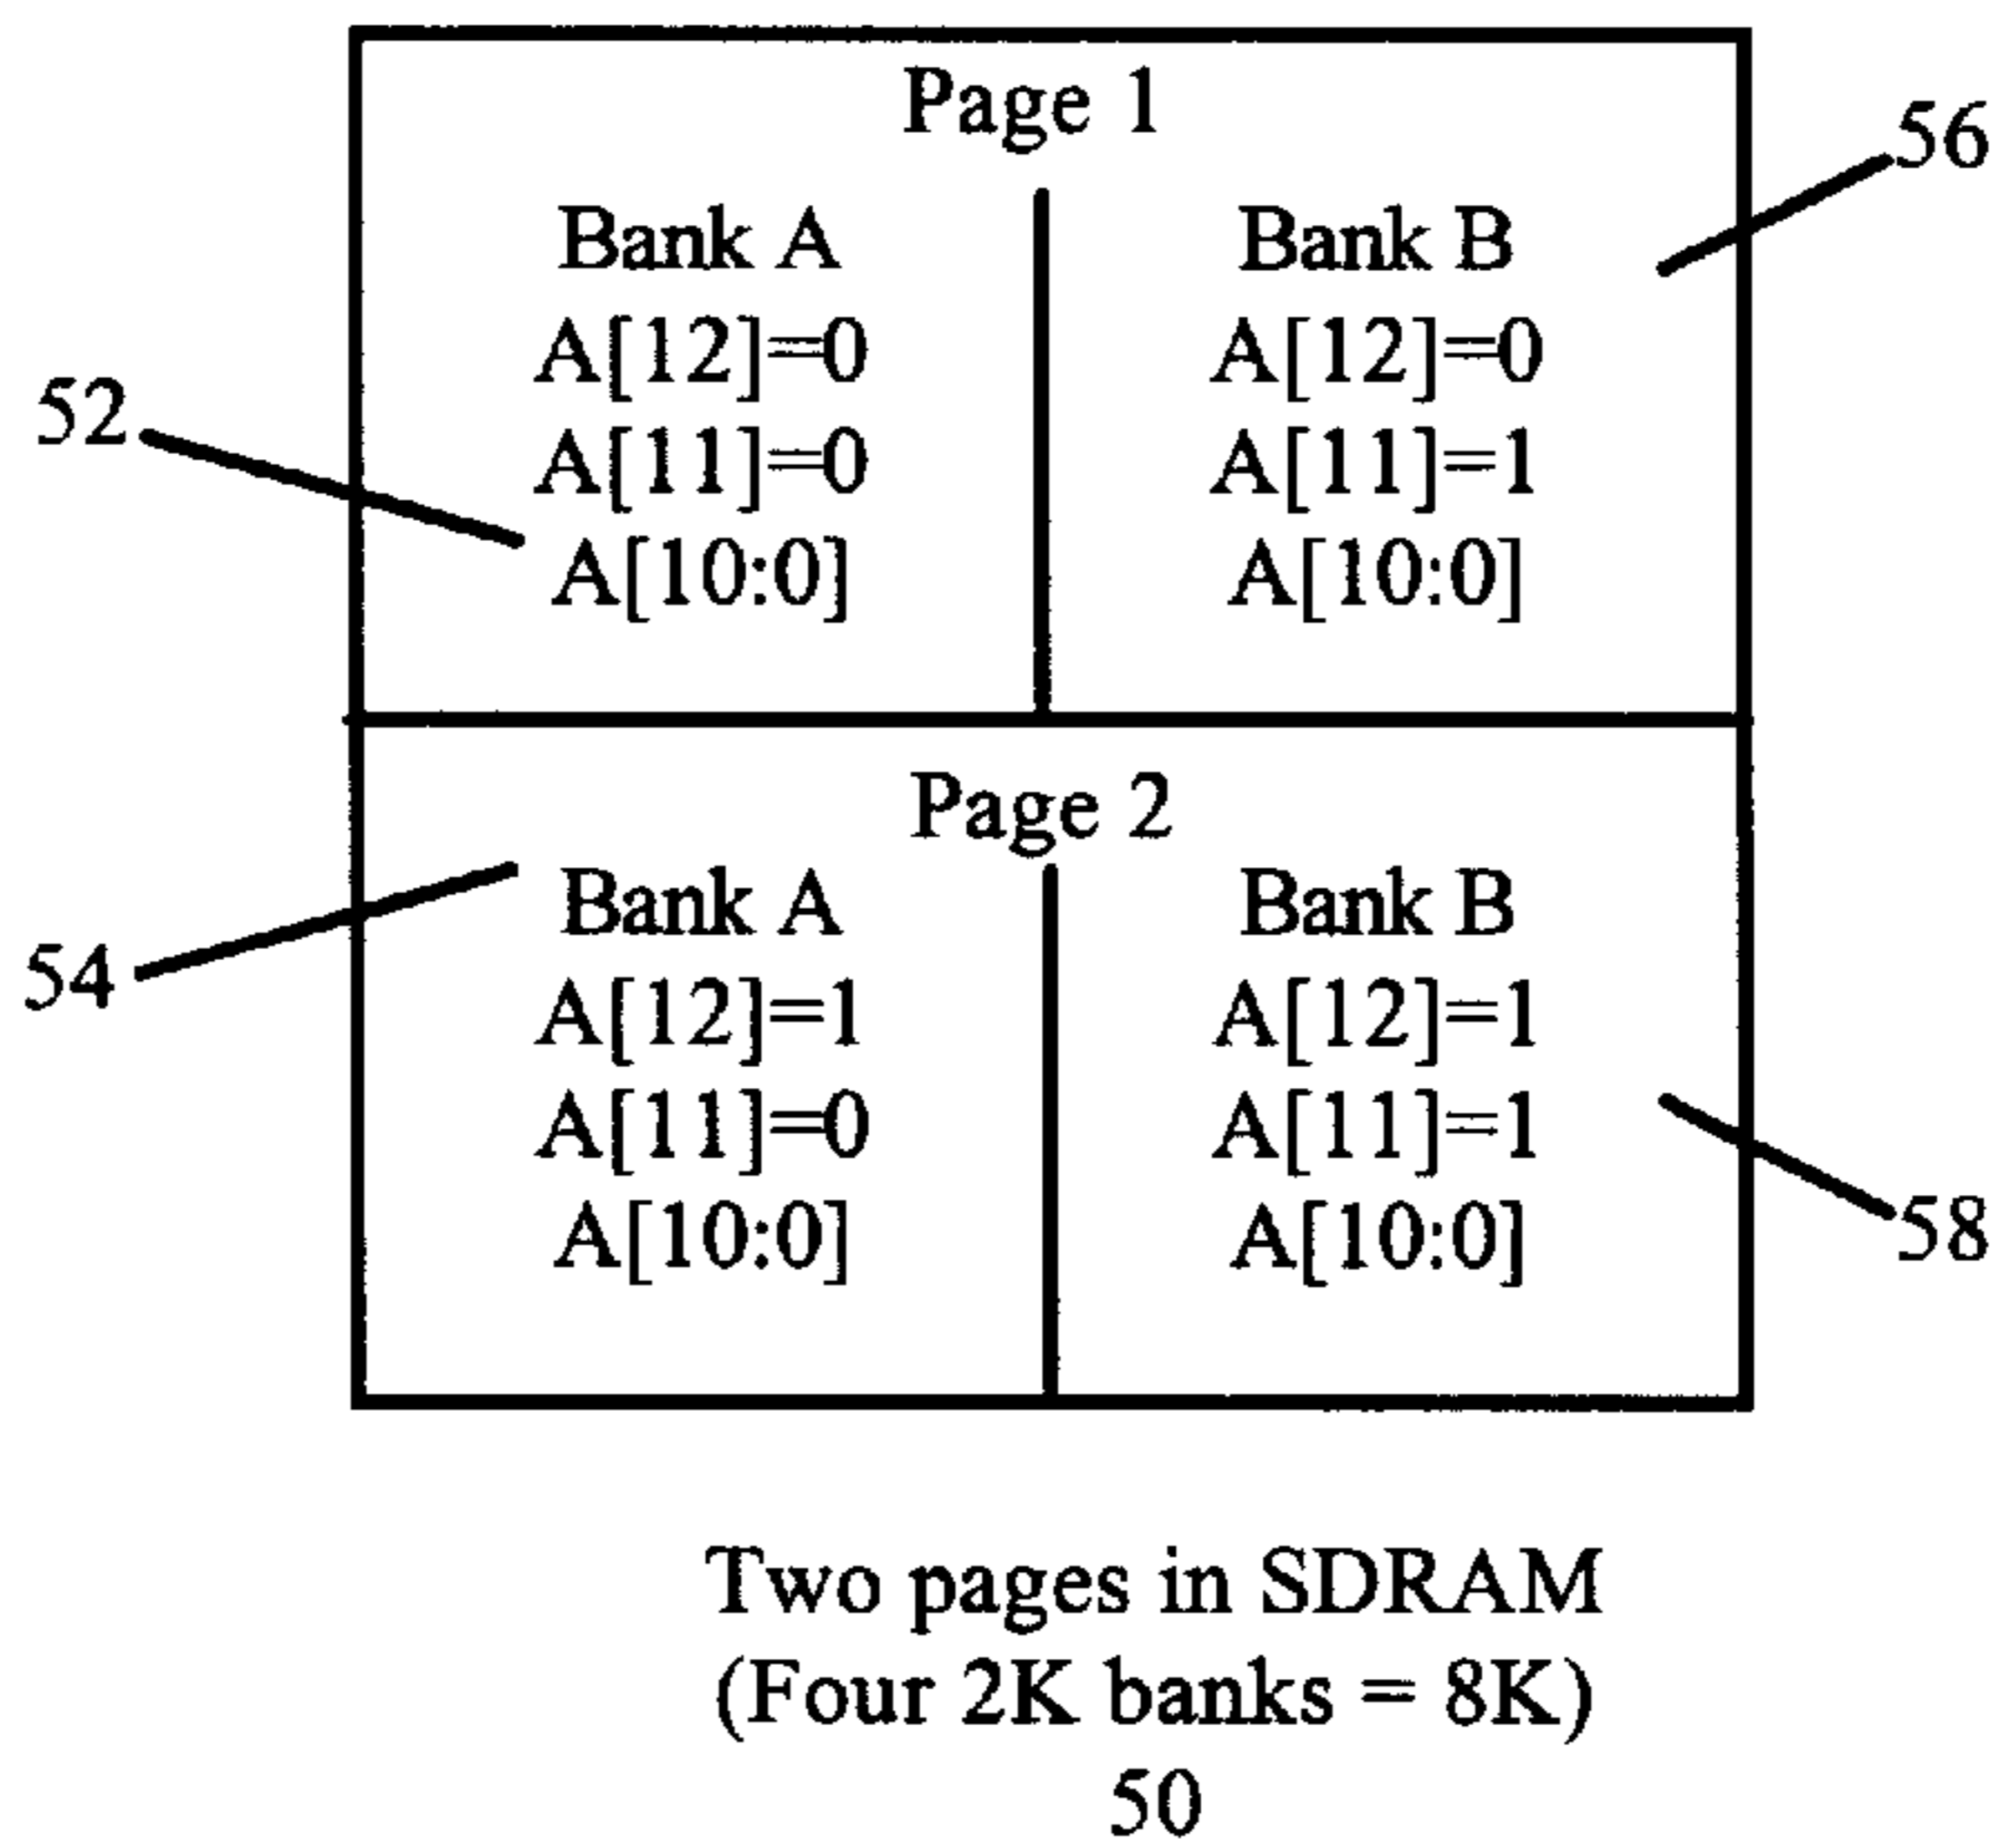 Page 1
56
Bank A Bank B
A[12]=0 A[12]=0
52
A[11]=0 A[11]=1
A[10:0] A[10:0]
Page 2
Bank A Bank B
54
A[12]=1 A[12]=1
A[11]=0 A[11]=1
A[10:0] A[10:0]
58
Two pages in SDRAM
(Four 2K banks = 8K)
50